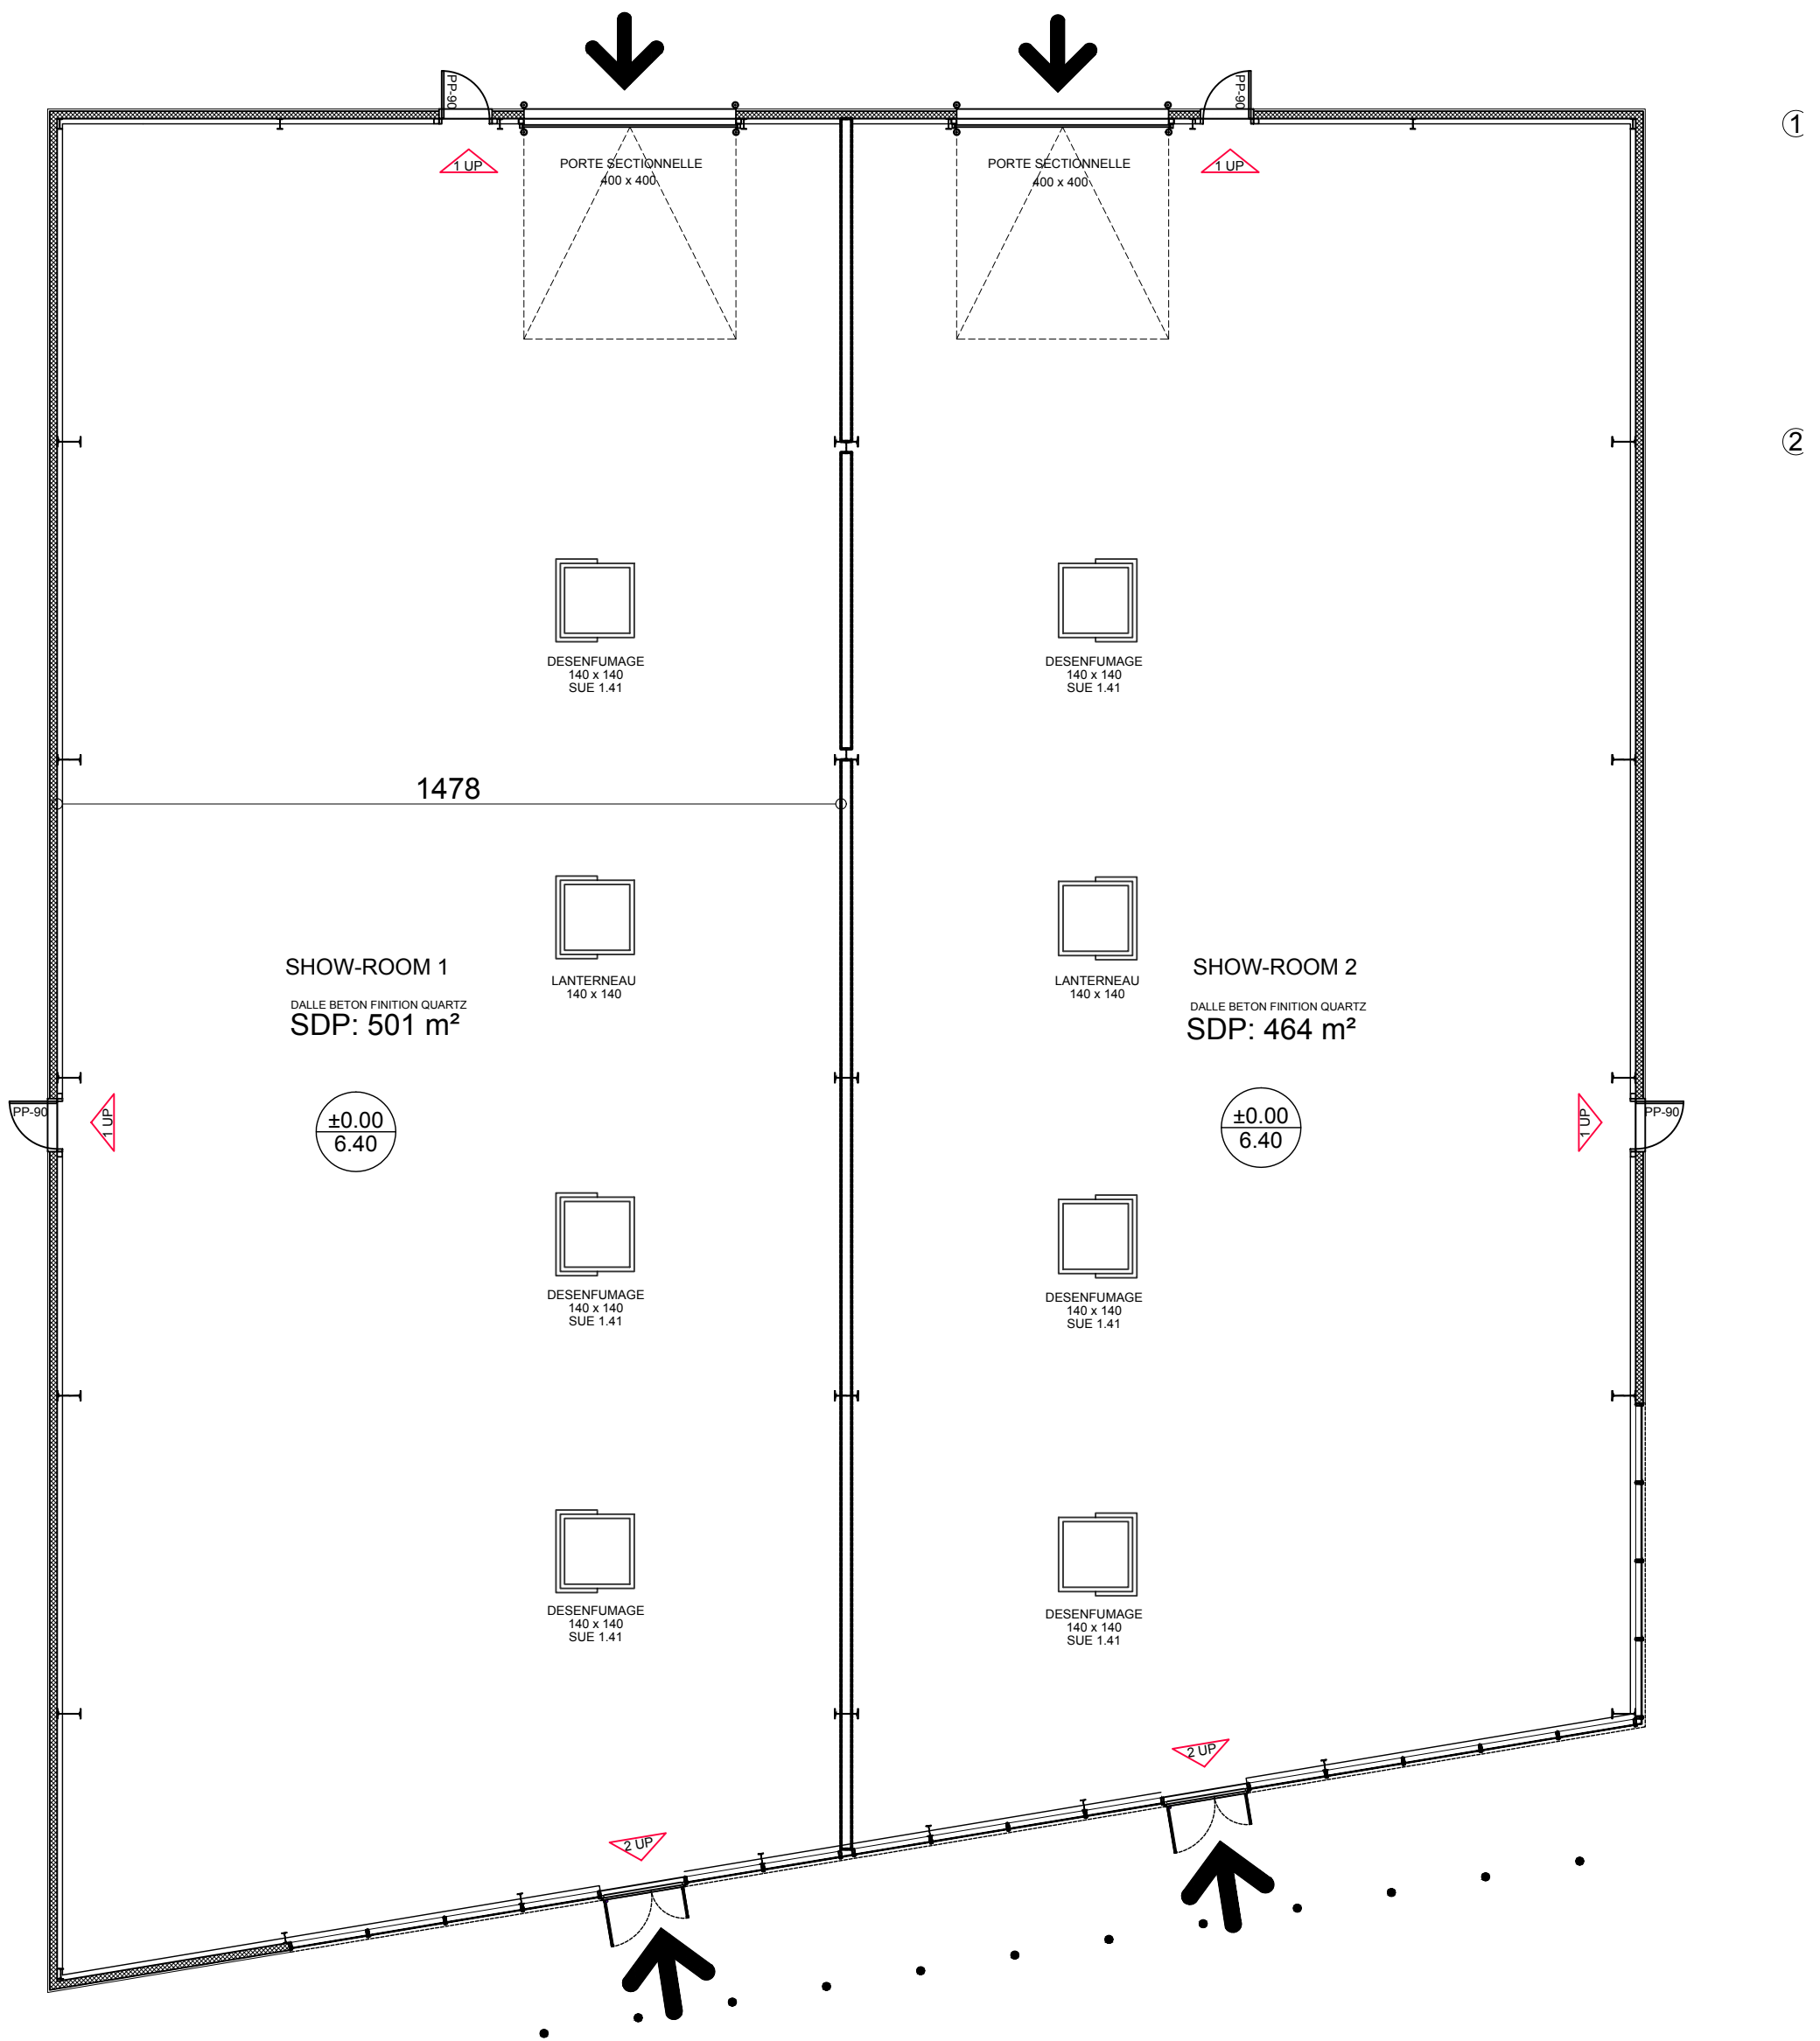 PP-90
PP-90
1
1 UP
PORTE SECTIONNELLE
400 x 400
PORTE SECTIONNELLE
400 x 400
1 UP
2
DESENFUMAGE
140 x 140
SUE 1.41
DESENFUMAGE
140 x 140
SUE 1.41
1478
LANTERNEAU
140 x 140
LANTERNEAU
140 x 140
SHOW-ROOM 1
DALLE BETON FINITION QUARTZ
SDP: 501 m²
SHOW-ROOM 2
DALLE BETON FINITION QUARTZ
SDP: 464 m²
PP-90
1 UP
±0.00
6.40
±0.00
6.40
1 UP
PP-90
DESENFUMAGE
140 x 140
SUE 1.41
DESENFUMAGE
140 x 140
SUE 1.41
DESENFUMAGE
140 x 140
SUE 1.41
DESENFUMAGE
140 x 140
SUE 1.41
2 UP
2 UP